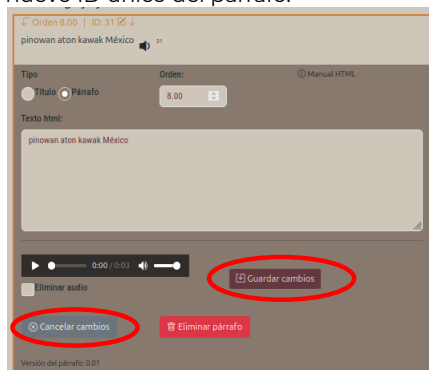 nuevo ID único del párrafo.
Orden 8.00 | ID: 31
pinowan aton kawak México 31
Tipo Orden: Manual HTML
Título Párrafo 8.00
Texto html:
pinowan aton kawak México
0:00 / 0:03
Guardar cambios
Eliminar audio
Cancelar cambios Eliminar párrafo
Versión del párrafo: 0.01